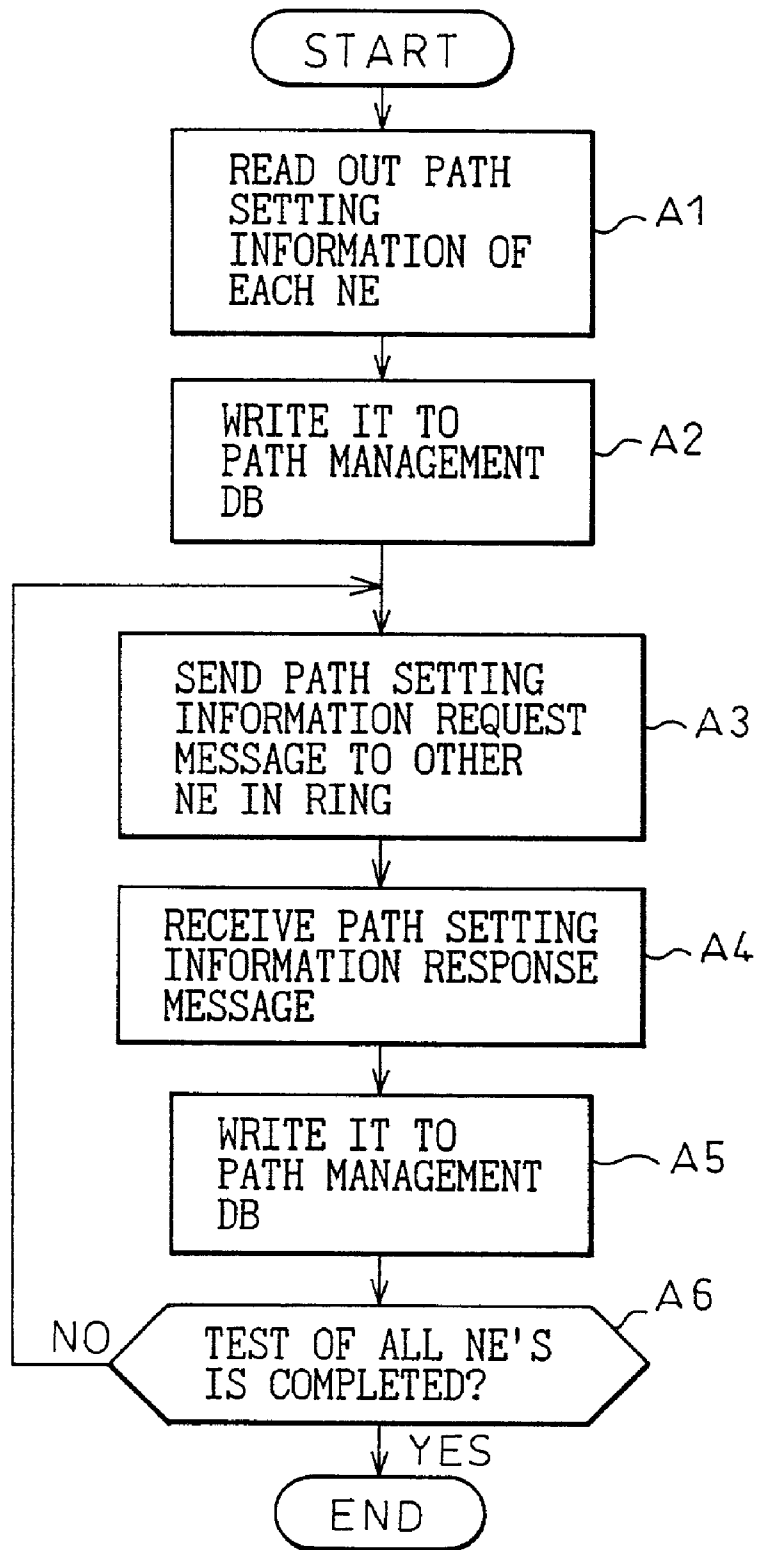 START
READ OUT PATH
SETTING
INFORMATION OF
EACH NE
A1
WRITE IT TO
PATH MANAGEMENT
DB
A2
SEND PATH SETTING
INFORMATION REQUEST
MESSAGE TO OTHER
NE IN RING
A3
RECEIVE PATH SETTING
INFORMATION RESPONSE
MESSAGE
A4
WRITE IT TO
PATH MANAGEMENT
DB
A5
A6
NO
TEST OF ALL NE'S
IS COMPLETED?
YES
END